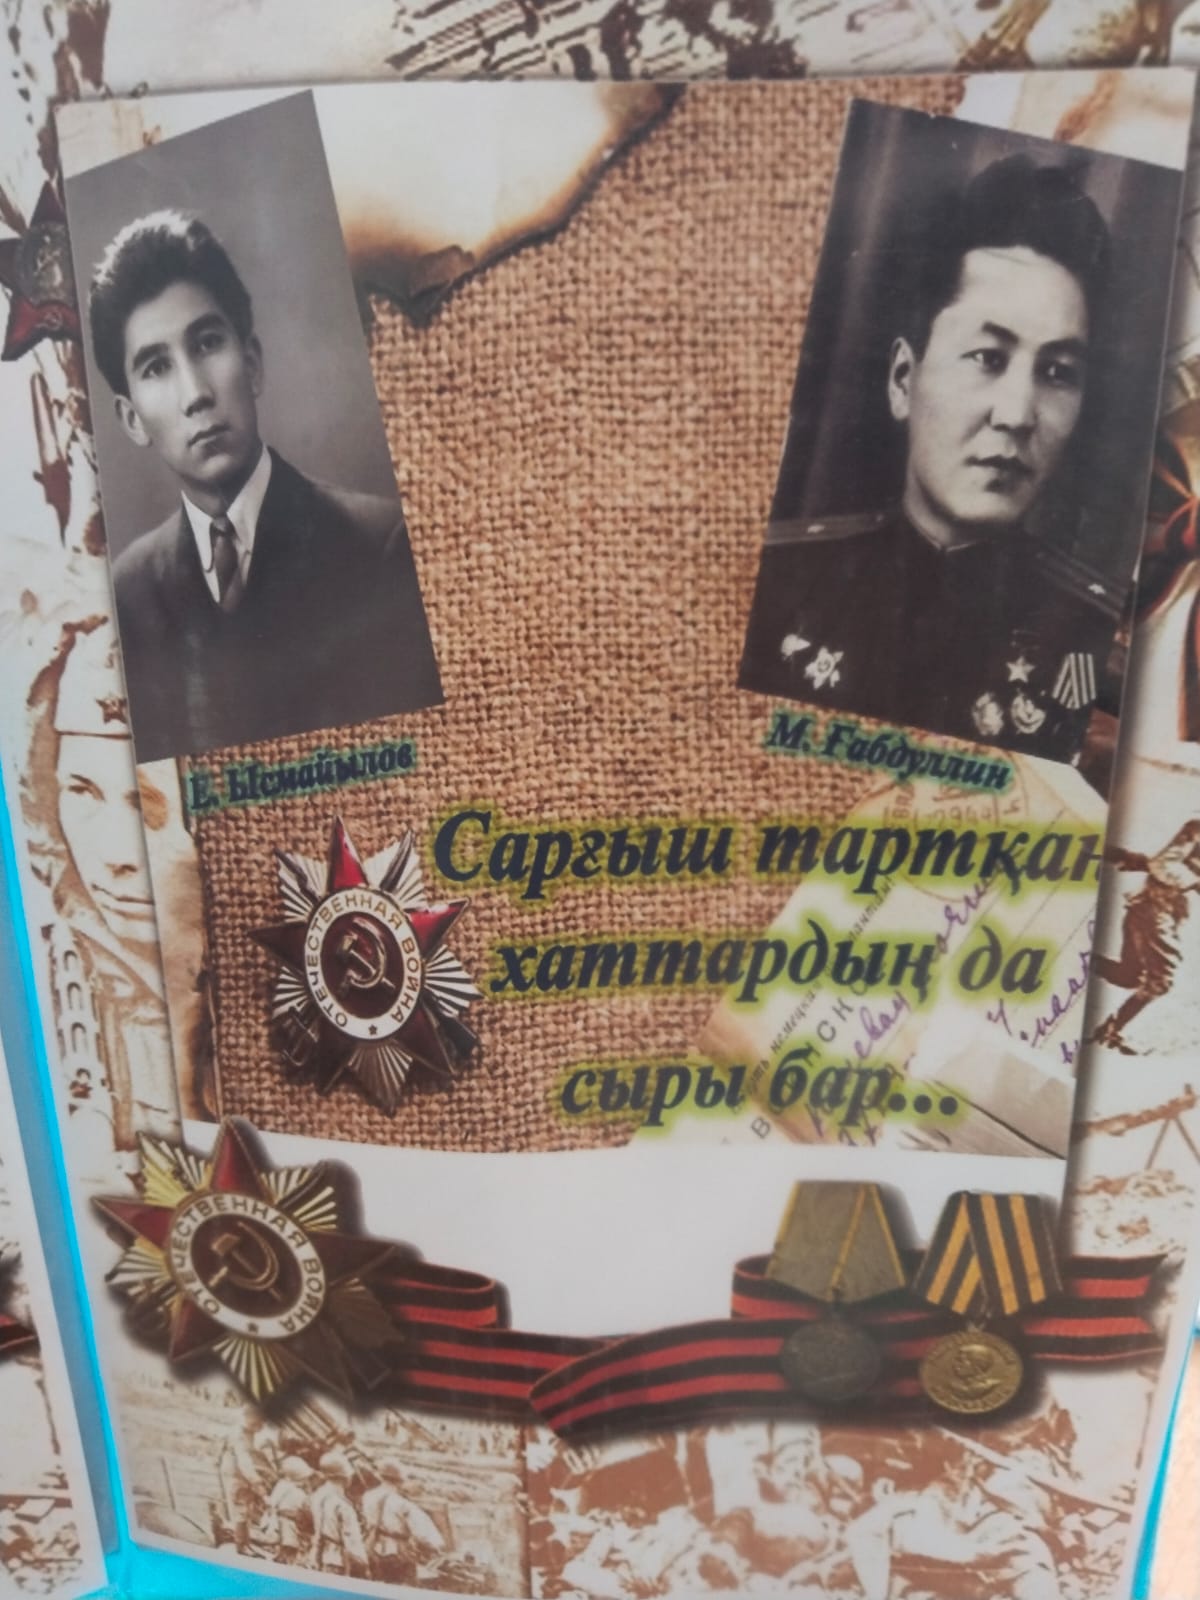 Е. Ысмайылов
М. Ғабдуллин
Сарғыш тартқан
хаттардың да
сыры бар...
ОТЕЧЕСТВЕННАЯ ВОЙНА
ОТЕЧЕСТВЕННАЯ ВОЙНА